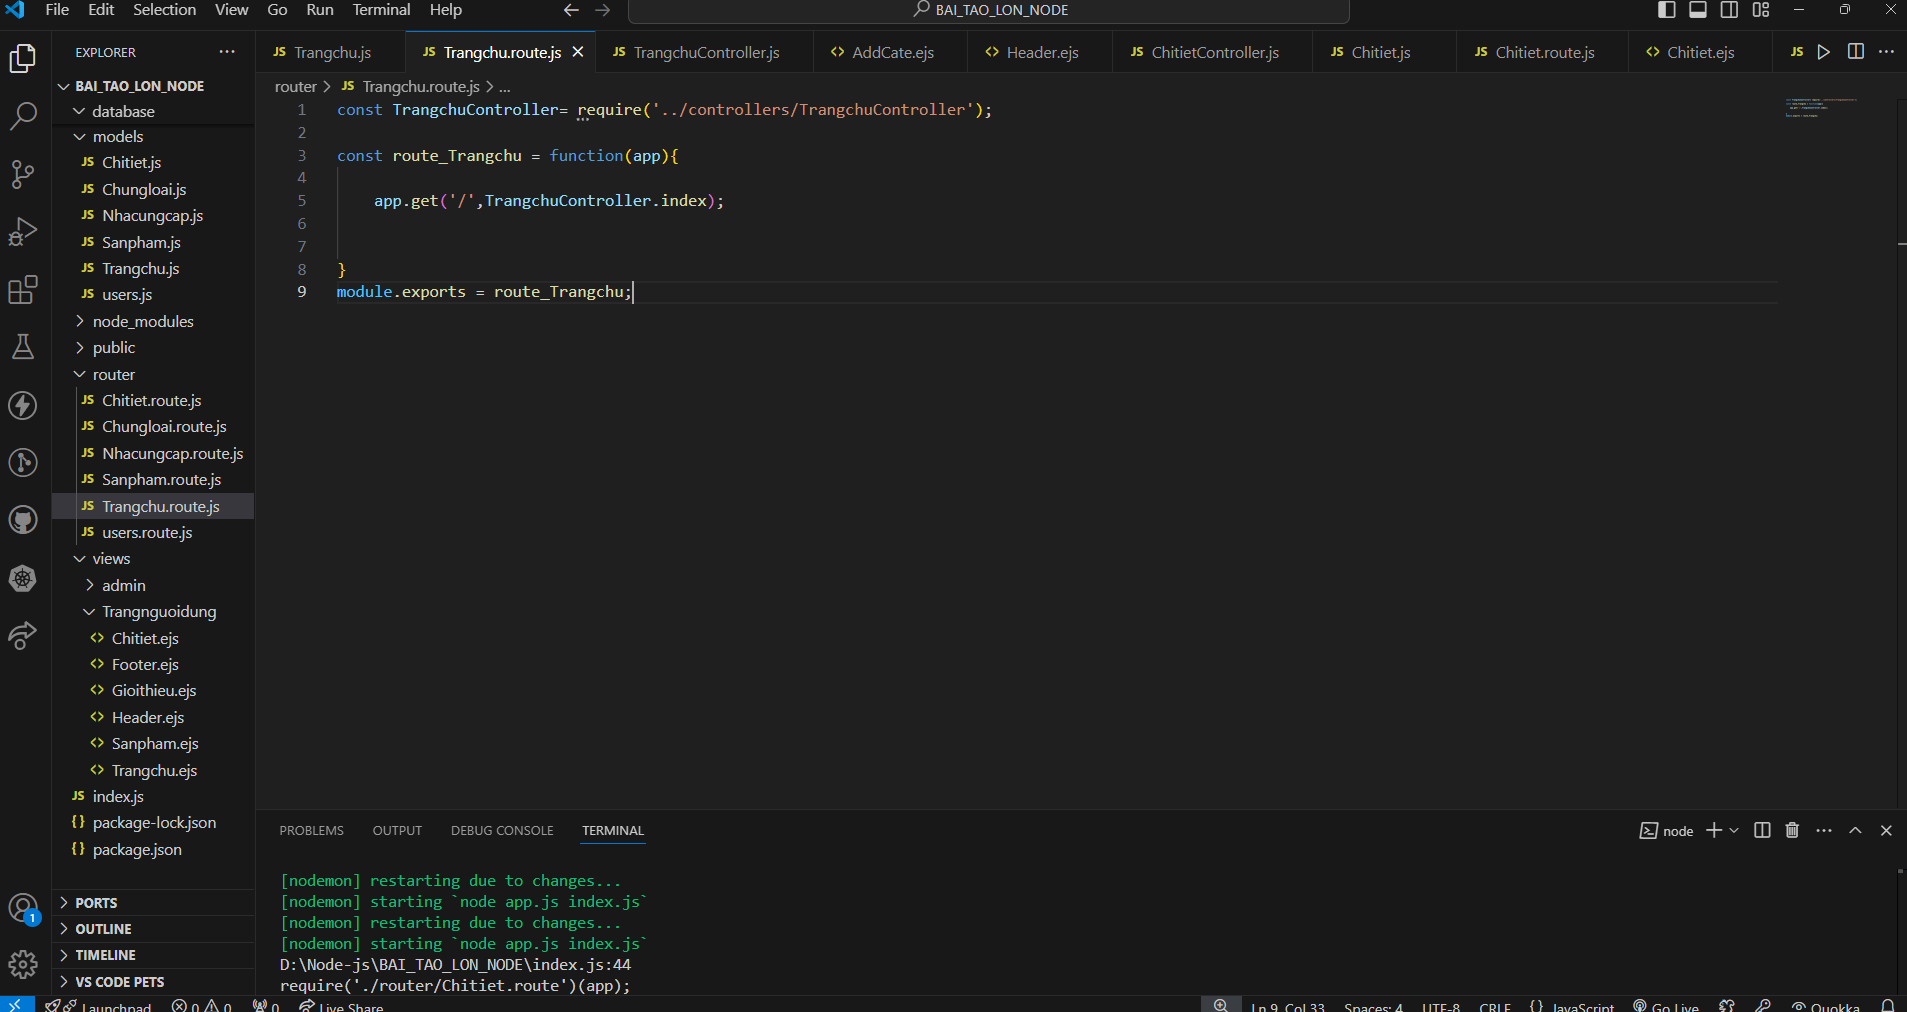 File Edit Selection View Go Run Terminal Help
BAI_TAO_LON_NODE
EXPLORER
Trangchu.js
Trangchu.route.js
TrangchuController.js
AddCate.ejs
Header.ejs
ChitietController.js
Chitiet.js
Chitiet.route.js
Chitiet.ejs
JS
BAI_TAO_LON_NODE
database
models
JS Chitiet.js
JS Chungloai.js
JS Nhacungcap.js
JS Sanpham.js
JS Trangchu.js
JS users.js
node_modules
public
router
JS Chitiet.route.js
JS Chungloai.route.js
JS Nhacungcap.route.js
JS Sanpham.route.js
JS Trangchu.route.js
JS users.route.js
views
admin
Trangnguoidung
<> Chitiet.ejs
<> Footer.ejs
<> Gioithieu.ejs
<> Header.ejs
<> Sanpham.ejs
<> Trangchu.ejs
JS index.js
{} package-lock.json
{} package.json
PORTS
OUTLINE
TIMELINE
VS CODE PETS
router > JS Trangchu.route.js > ...
1 const TrangchuController= require('../controllers/TrangchuController');
2
3 const route_Trangchu = function(app){
4
5 app.get('/',TrangchuController.index);
6
7
8 }
9 module.exports = route_Trangchu;
PROBLEMS OUTPUT DEBUG CONSOLE TERMINAL
node
[nodemon] restarting due to changes...
[nodemon] starting `node app.js index.js`
[nodemon] restarting due to changes...
[nodemon] starting `node app.js index.js`
D:\Node-js\BAI_TAO_LON_NODE\index.js:44
require('./router/Chitiet.route')(app);
1
Launchpad 0 0 0 Live Share
Ln 9, Col 33 Spaces: 4 UTF-8 CRLF {} JavaScript Go Live Quokka